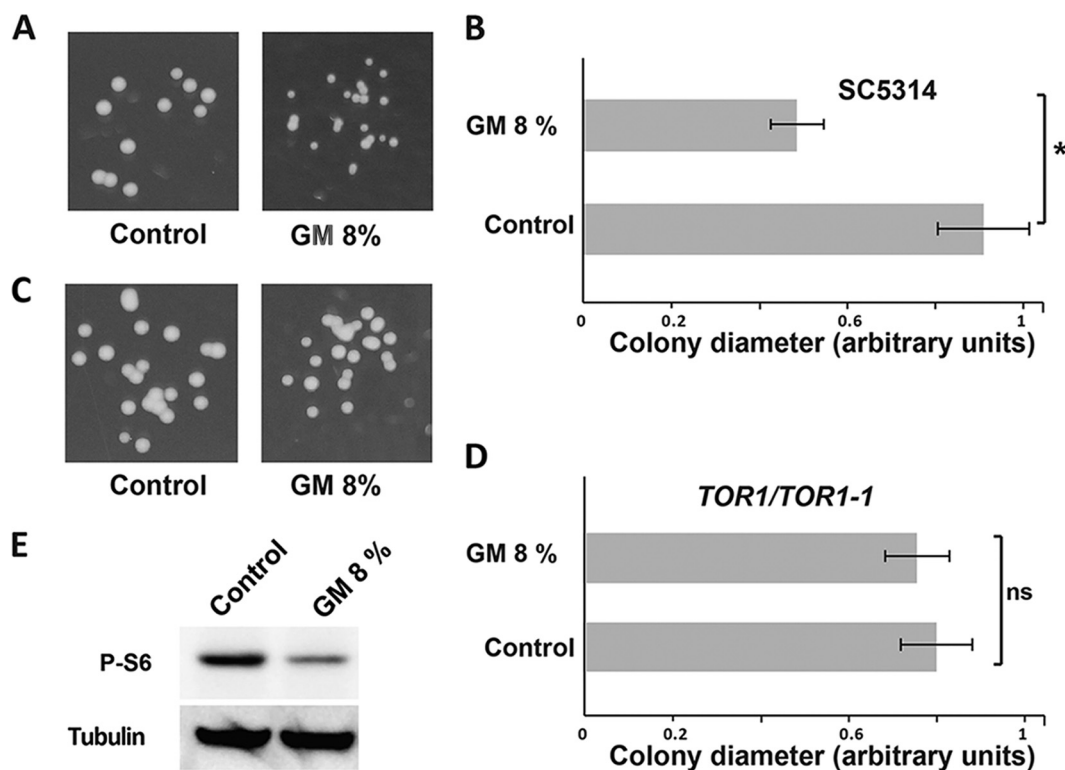 A
Control
GM 8%
B
SC5314
GM 8 %
Control
*
0.2
0.6
1
Colony diameter (arbitrary units)
C
Control
GM 8%
D
TOR1/TOR1-1
GM 8 %
Control
ns
0.2
0.6
1
Colony diameter (arbitrary units)
E
Control
GM 8 %
P-S6
Tubulin